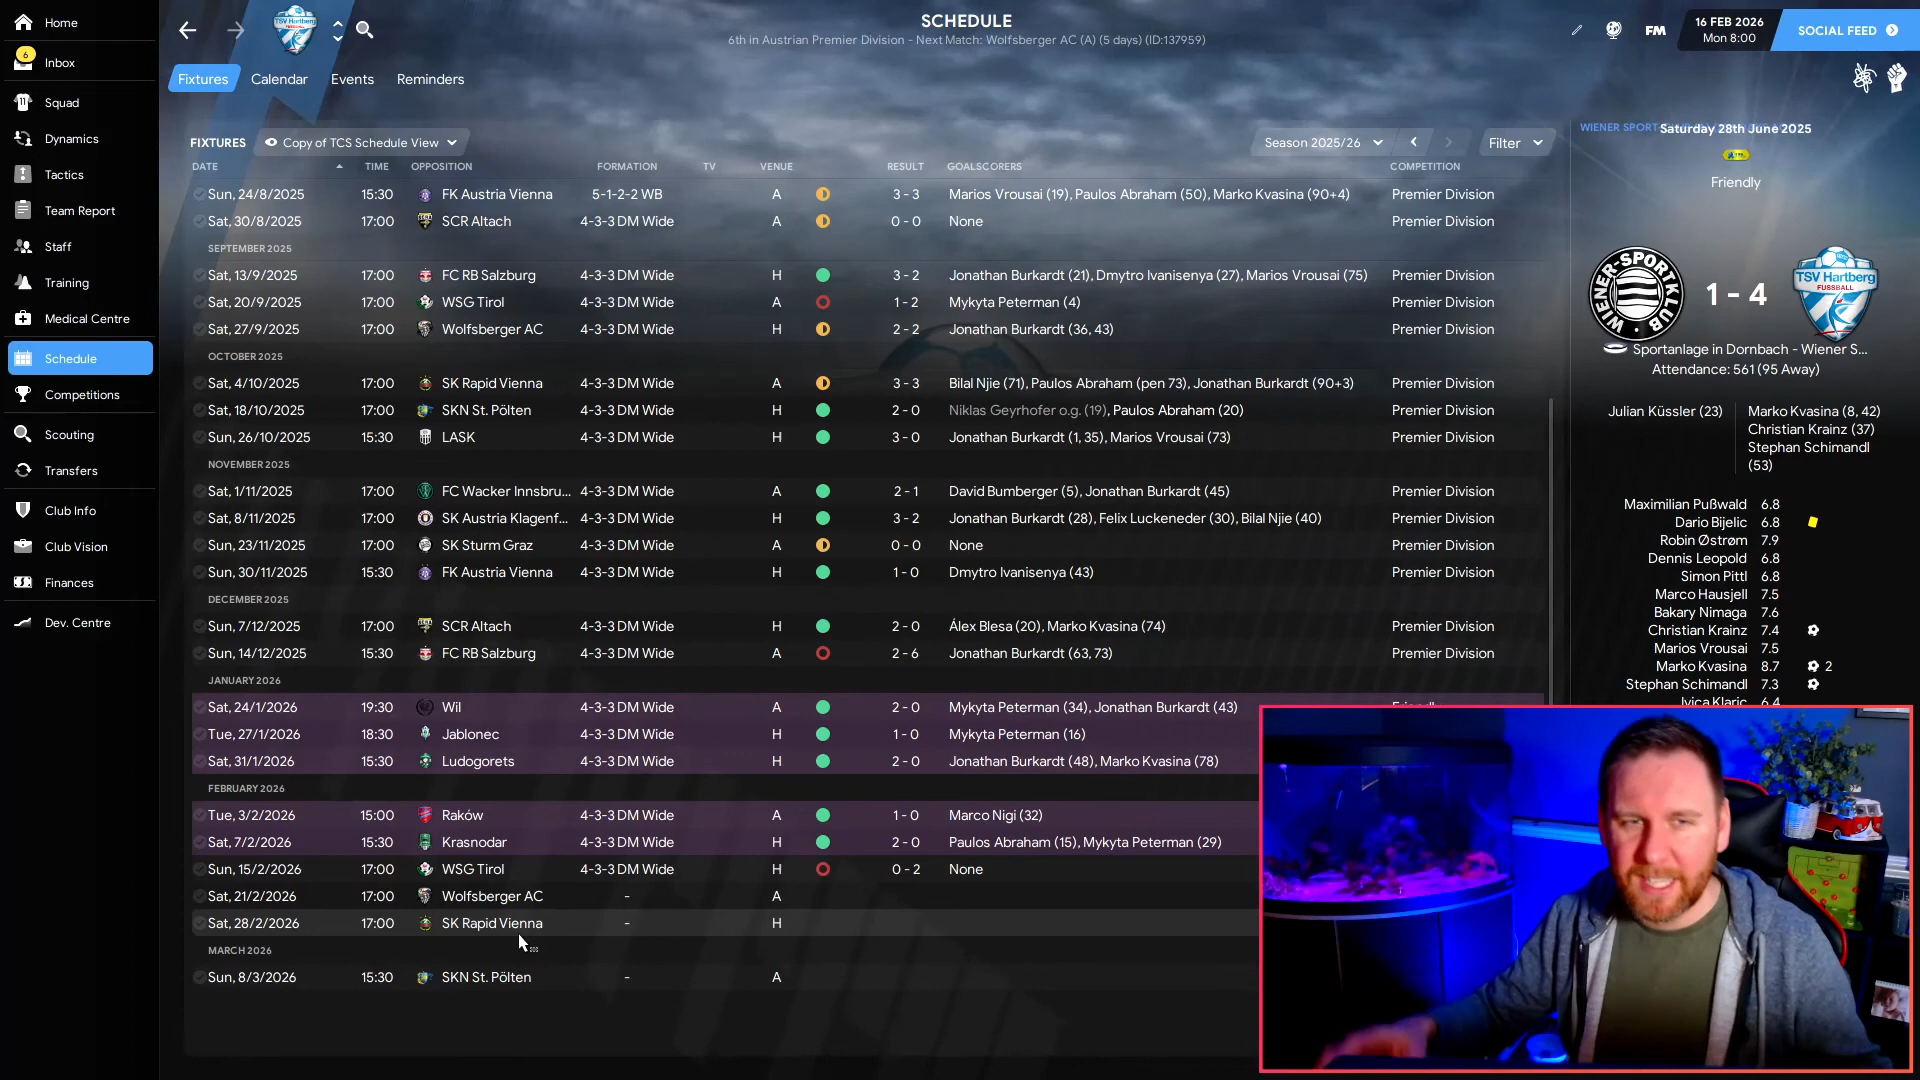 Home
Inbox
6
Squad
Dynamics
Tactics
Team Report
Staff
Training
Medical Centre
Schedule
Competitions
Scouting
Transfers
Club Info
Club Vision
Finances
Dev. Centre
SCHEDULE
6th in Austrian Premier Division - Next Match: Wolfsberger AC (A) (5 days) (ID:137959)
FM
16 FEB 2026
Mon 8:00
SOCIAL FEED
Fixtures Calendar Events Reminders
FIXTURES Copy of TCS Schedule View Season 2025/26 Filter
DATE TIME OPPOSITION FORMATION TV VENUE RESULT GOALSCORERS COMPETITION
Sun, 24/8/2025 15:30 FK Austria Vienna 5-1-2-2 WB A 3 - 3 Marios Vrousai (19), Paulos Abraham (50), Marko Kvasina (90+4) Premier Division
Sat, 30/8/2025 17:00 SCR Altach 4-3-3 DM Wide A 0 - 0 None Premier Division
SEPTEMBER 2025
Sat, 13/9/2025 17:00 FC RB Salzburg 4-3-3 DM Wide H 3 - 2 Jonathan Burkardt (21), Dmytro Ivanisenya (27), Marios Vrousai (75) Premier Division
Sat, 20/9/2025 17:00 WSG Tirol 4-3-3 DM Wide A 1 - 2 Mykyta Peterman (4) Premier Division
Sat, 27/9/2025 17:00 Wolfsberger AC 4-3-3 DM Wide H 2 - 2 Jonathan Burkardt (36, 43) Premier Division
OCTOBER 2025
Sat, 4/10/2025 17:00 SK Rapid Vienna 4-3-3 DM Wide A 3 - 3 Bilal Njie (71), Paulos Abraham (pen 73), Jonathan Burkardt (90+3) Premier Division
Sat, 18/10/2025 17:00 SKN St. Pölten 4-3-3 DM Wide H 2 - 0 Niklas Geyrhofer o.g. (19), Paulos Abraham (20) Premier Division
Sun, 26/10/2025 15:30 LASK 4-3-3 DM Wide H 3 - 0 Jonathan Burkardt (1, 35), Marios Vrousai (73) Premier Division
NOVEMBER 2025
Sat, 1/11/2025 17:00 FC Wacker Innsbru... 4-3-3 DM Wide A 2 - 1 David Bumberger (5), Jonathan Burkardt (45) Premier Division
Sat, 8/11/2025 17:00 SK Austria Klagenf... 4-3-3 DM Wide H 3 - 2 Jonathan Burkardt (28), Felix Luckeneder (30), Bilal Njie (40) Premier Division
Sun, 23/11/2025 17:00 SK Sturm Graz 4-3-3 DM Wide A 0 - 0 None Premier Division
Sun, 30/11/2025 15:30 FK Austria Vienna 4-3-3 DM Wide H 1 - 0 Dmytro Ivanisenya (43) Premier Division
DECEMBER 2025
Sun, 7/12/2025 17:00 SCR Altach 4-3-3 DM Wide H 2 - 0 Álex Blesa (20), Marko Kvasina (74) Premier Division
Sun, 14/12/2025 15:30 FC RB Salzburg 4-3-3 DM Wide A 2 - 6 Jonathan Burkardt (63, 73) Premier Division
JANUARY 2026
Sat, 24/1/2026 19:30 Wil 4-3-3 DM Wide A 2 - 0 Mykyta Peterman (34), Jonathan Burkardt (43) Friendly
Tue, 27/1/2026 18:30 Jablonec 4-3-3 DM Wide H 1 - 0 Mykyta Peterman (16)
Sat, 31/1/2026 15:30 Ludogorets 4-3-3 DM Wide H 2 - 0 Jonathan Burkardt (48), Marko Kvasina (78)
FEBRUARY 2026
Tue, 3/2/2026 15:00 Raków 4-3-3 DM Wide A 1 - 0 Marco Nigi (32)
Sat, 7/2/2026 15:30 Krasnodar 4-3-3 DM Wide H 2 - 0 Paulos Abraham (15), Mykyta Peterman (29)
Sun, 15/2/2026 17:00 WSG Tirol 4-3-3 DM Wide H 0 - 2 None
Sat, 21/2/2026 17:00 Wolfsberger AC - A
Sat, 28/2/2026 17:00 SK Rapid Vienna - H
MARCH 2026
Sun, 8/3/2026 15:30 SKN St. Pölten - A
WIENER SPORT
Saturday 28th June 2025
Friendly
WIENER-SPORTKLUB
1 - 4
TSV Hartberg
FUSSBALL
Sportanlage in Dornbach - Wiener S...
Attendance: 561 (95 Away)
Julian Küssler (23)
Marko Kvasina (8, 42)
Christian Krainz (37)
Stephan Schimandl
(53)
Maximilian Pußwald 6.8
Dario Bijelic 6.8
Robin Østrøm 7.9
Dennis Leopold 6.8
Simon Pittl 6.8
Marco Hausjell 7.5
Bakary Nimaga 7.6
Christian Krainz 7.4
Marios Vrousai 7.5
Marko Kvasina 8.7 2
Stephan Schimandl 7.3
Ivica Klaric 6.4